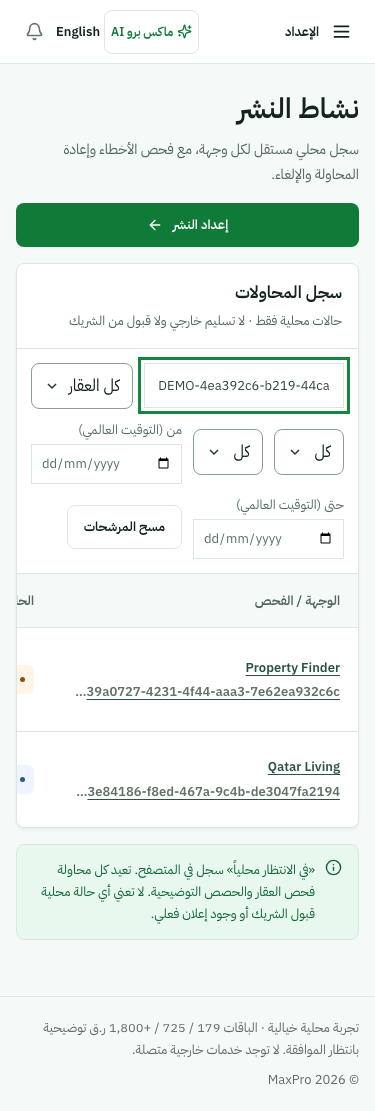 الإعداد
ماكس برو AI
English
نشاط النشر
سجل محلي مستقل لكل وجهة، مع فحص الأخطاء وإعادة
المحاولة والإلغاء.
إعداد النشر
سجل المحاولات
حالات محلية فقط · لا تسليم خارجي ولا قبول من الشريك
DEMO-4ea392c6-b219-44ca
كل العقار
كل
كل
من (التوقيت العالمي)
dd/mm/yyyy
حتى (التوقيت العالمي)
dd/mm/yyyy
مسح المرشحات
الوجهة / الفحص
Property Finder
39a0727-4231-4f44-aaa3-7e62ea932c6c...
Qatar Living
3e84186-f8ed-467a-9c4b-de3047fa2194...
«في الانتظار محلياً» سجل في المتصفح. تعيد كل محاولة
فحص العقار والحصص التوضيحية. لا تعني أي حالة محلية
قبول الشريك أو وجود إعلان فعلي.
تجربة محلية خيالية · الباقات 179 / 725 / +1,800 ر.ق توضيحية
بانتظار الموافقة. لا توجد خدمات خارجية متصلة.
© 2026 MaxPro